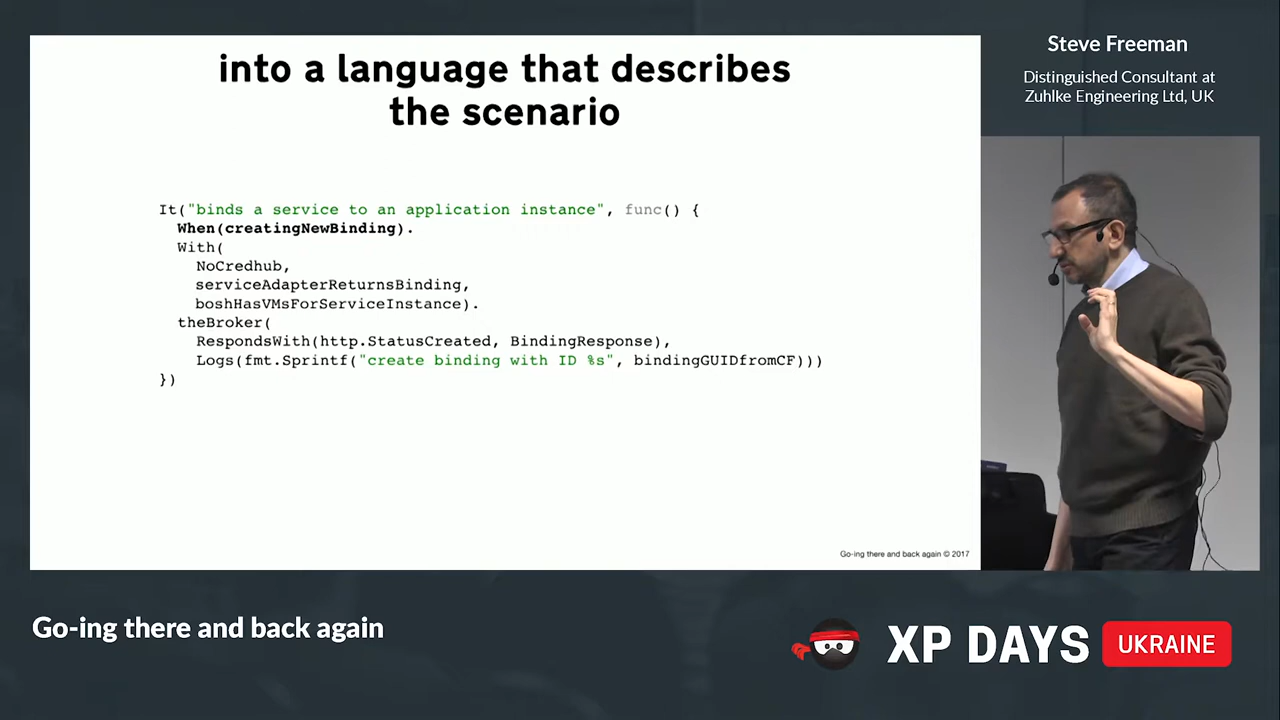 into a language that describes
the scenario
It("binds a service to an application instance", func() {
When(creatingNewBinding).
With(
NoCredhub,
serviceAdapterReturnsBinding,
boshHasVMsForServiceInstance).
theBroker(
RespondsWith(http.StatusCreated, BindingResponse),
Logs(fmt.Sprintf("create binding with ID %s", bindingGUIDfromCF)))
})
Go-ing there and back again © 2017
Steve Freeman
Distinguished Consultant at
Zuhlke Engineering Ltd, UK
Go-ing there and back again
XP DAYS UKRAINE